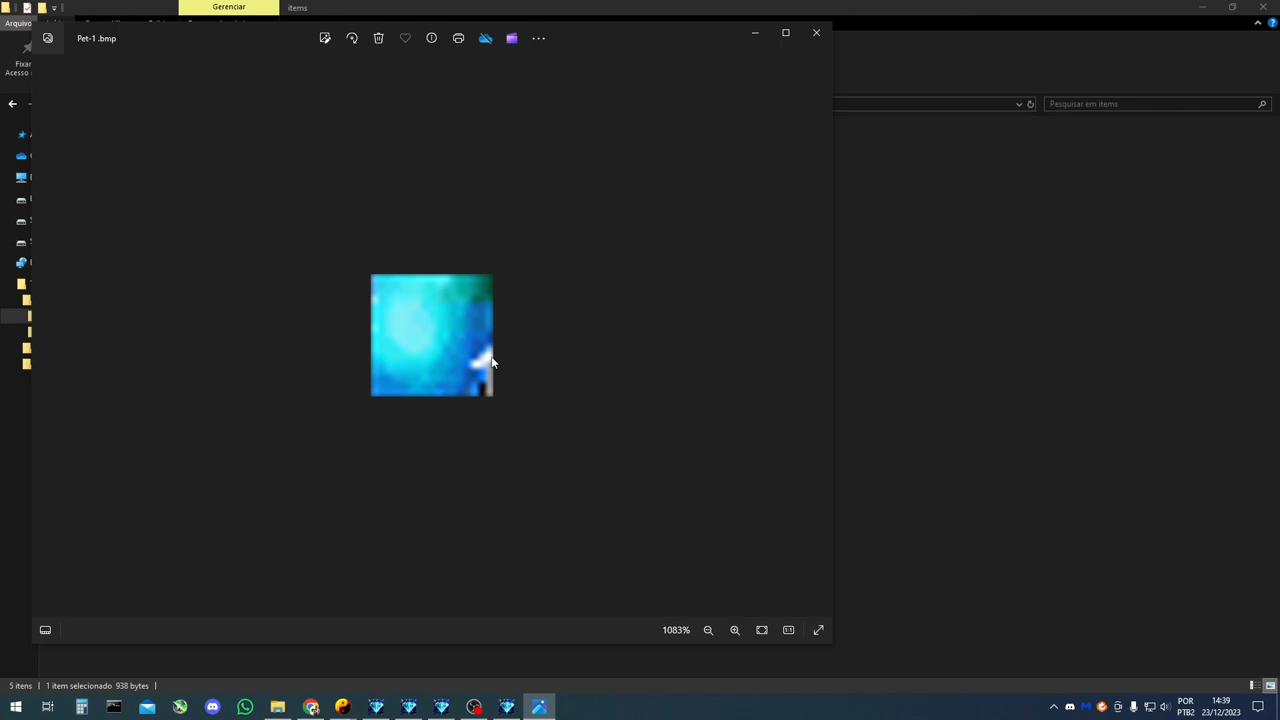 Gerenciar
items
Arquivo
Pet-1 .bmp
Fixar
Acesso
Pesquisar em items
1083%
5 itens
1 item selecionado 938 bytes
POR
PTB2
14:39
23/12/2023